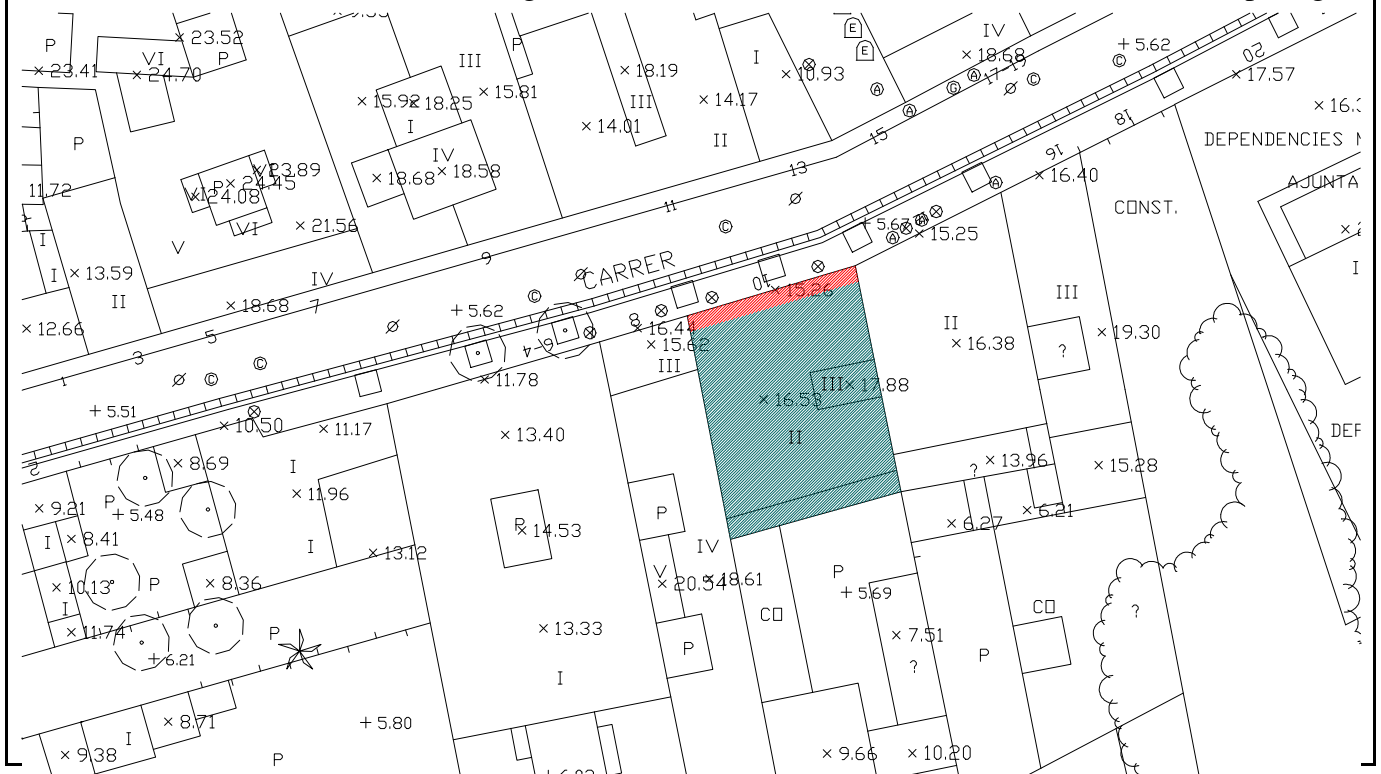 P
× 23.52
IV
+ 5.62
VI
P
III
P
I
× 18.68
20
× 23.41
× 24.70
× 18.19
× 10.93
17-19
× 17.57
× 15.92
× 18.25
× 15.81
III
× 14.17
I
× 14.01
II
15
18
DEPENDENCIES
P
IV
16
11.72
× 23.89
× 24.45
× 24.08
× 18.68
× 18.58
13
× 16.40
AJUNTA
11
CONST.
V
VI
× 21.56
+ 5.67
× 15.25
I
9
CARRER
I
× 13.59
II
IV
× 18.68
7
+ 5.62
10
× 15.26
III
× 12.66
5
8
× 16.44
× 15.62
II
× 16.38
× 19.30
3
6-4
III
?
1
× 11.78
III
× 17.88
+ 5.51
× 16.53
× 10.50
× 11.17
× 13.40
II
2
× 8.69
I
?
× 13.96
× 15.28
× 9.21
P
× 11.96
+ 5.48
P
P
× 14.53
× 6.27
× 6.21
I
× 8.41
I
× 13.12
IV
× 10.13
P
× 8.36
V
× 20.54
× 18.61
P
+ 5.69
I
CO
CO
?
× 11.74
P
× 13.33
P
× 7.51
+ 6.21
?
P
I
× 8.71
+ 5.80
I
× 9.38
P
× 9.66
× 10.20